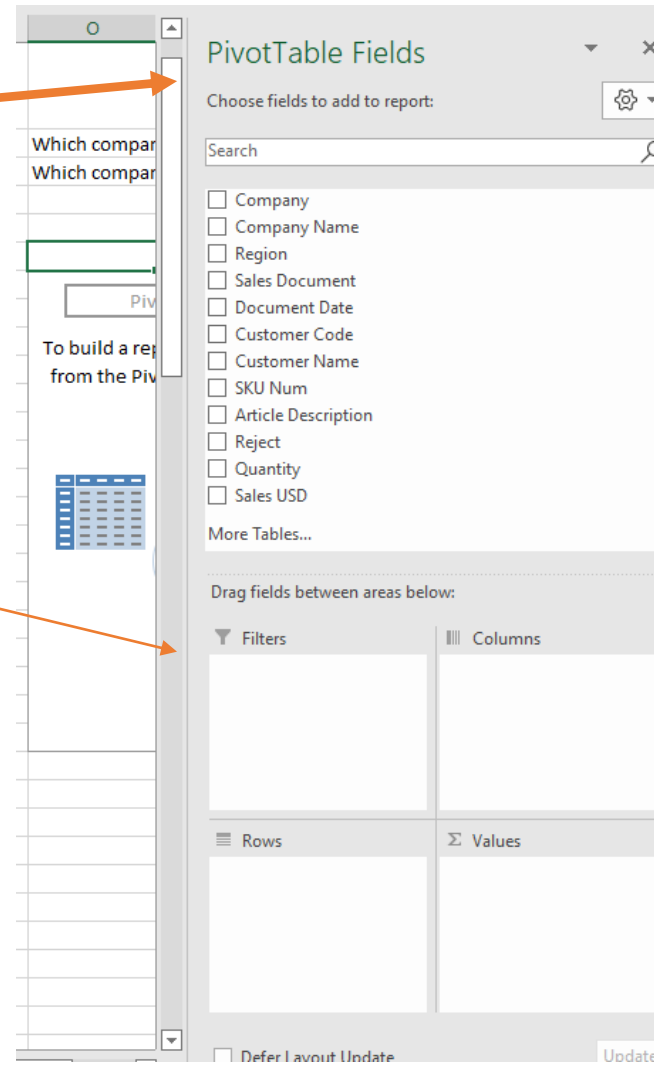 O
PivotTable Fields
Choose fields to add to report:
Which compar
Search
Which compar
Company
Company Name
Region
Sales Document
Document Date
Piv
Customer Code
To build a rep
Customer Name
from the Piv
SKU Num
Article Description
Reject
Quantity
Sales USD
More Tables...
Drag fields between areas below:
Filters
Columns
Rows
Σ Values
Defer Layout Update
Update